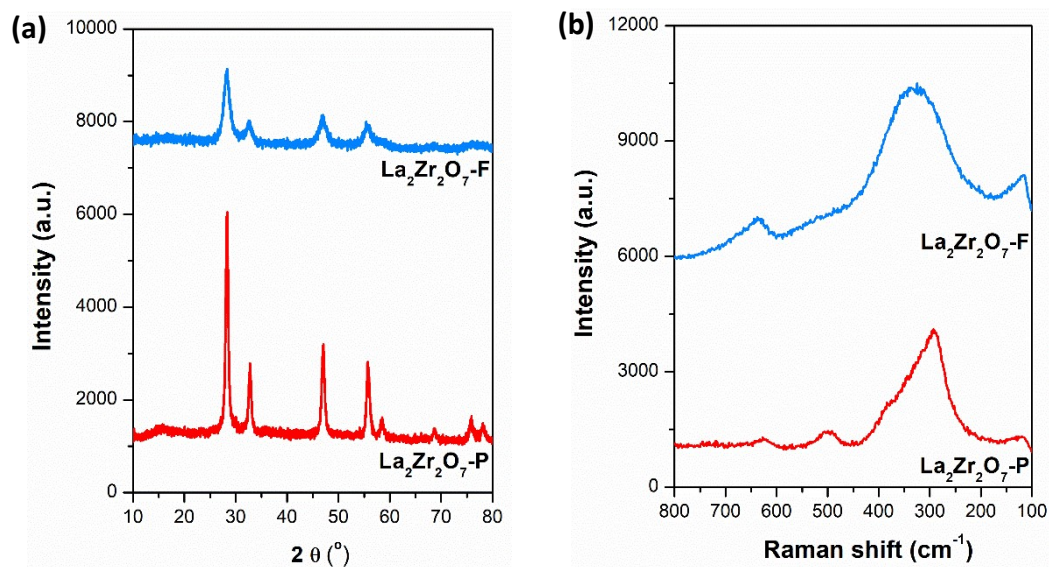 (a)
10000
8000
6000
4000
2000
0
Intensity (a.u.)
La₂Zr₂O₇-F
La₂Zr₂O₇-P
10 20 30 40 50 60 70 80
2 θ (°)
(b)
12000
9000
6000
3000
0
Intensity (a.u.)
La₂Zr₂O₇-F
La₂Zr₂O₇-P
800 700 600 500 400 300 200 100
Raman shift (cm⁻¹)